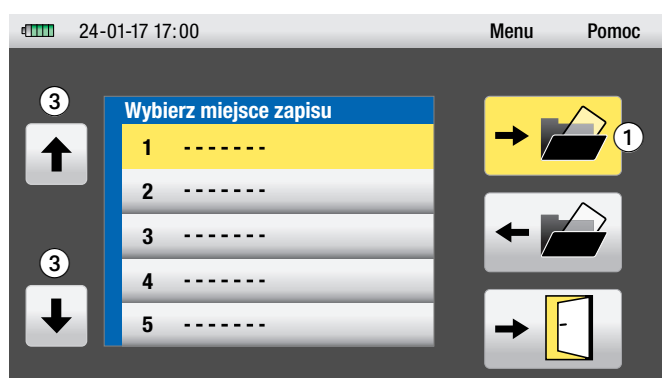 24-01-17 17:00 Menu Pomoc
3
Wybierz miejsce zapisu
1 - - - - - - -
1
2 - - - - - - -
3 - - - - - - -
3
4 - - - - - - -
5 - - - - - - -